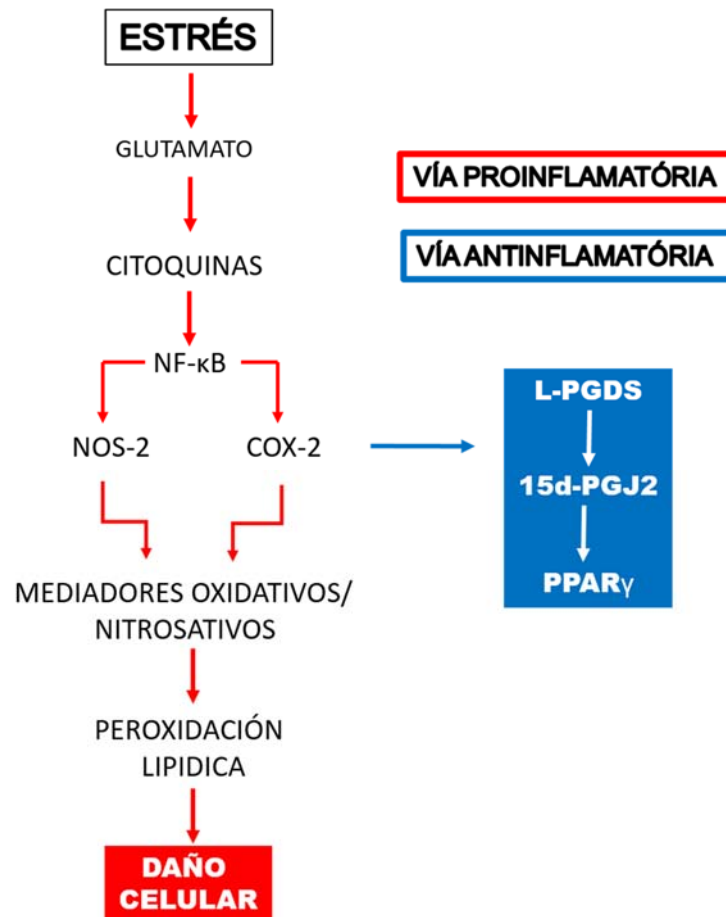 ESTRÉS
GLUTAMATO
VÍA PROINFLAMATÓRIA
VÍA ANTINFLAMATÓRIA
CITOQUINAS
NF-κB
NOS-2
COX-2
L-PGDS
15d-PGJ2
PPARγ
MEDIADORES OXIDATIVOS/
NITROSATIVOS
PEROXIDACIÓN
LIPIDICA
DAÑO
CELULAR